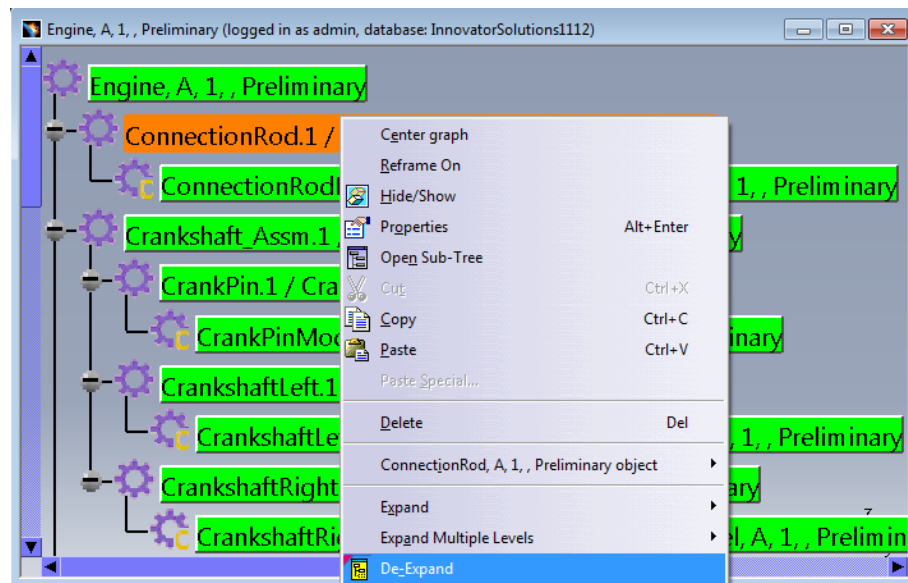 Engine, A, 1, , Preliminary (logged in as admin, database: InnovatorSolutions1112)
Engine, A, 1, , Preliminary
ConnectionRod.1 /
Center graph
Reframe On
ConnectionRod 1, , Preliminary
Hide/Show
Properties Alt+Enter
Crankshaft_Assm.1
Open Sub-Tree
CrankPin.1 / Cra
Cut Ctrl+X
Copy Ctrl+C
CrankPinMo inary
Paste Ctrl+V
Paste Special...
CrankshaftLeft.1
Delete Del
CrankshaftLe , 1, , Preliminary
ConnectionRod, A, 1, , Preliminary object
CrankshaftRight ary
Expand
Expand Multiple Levels
CrankshaftRi l, A, 1, , Prelimin
De-Expand